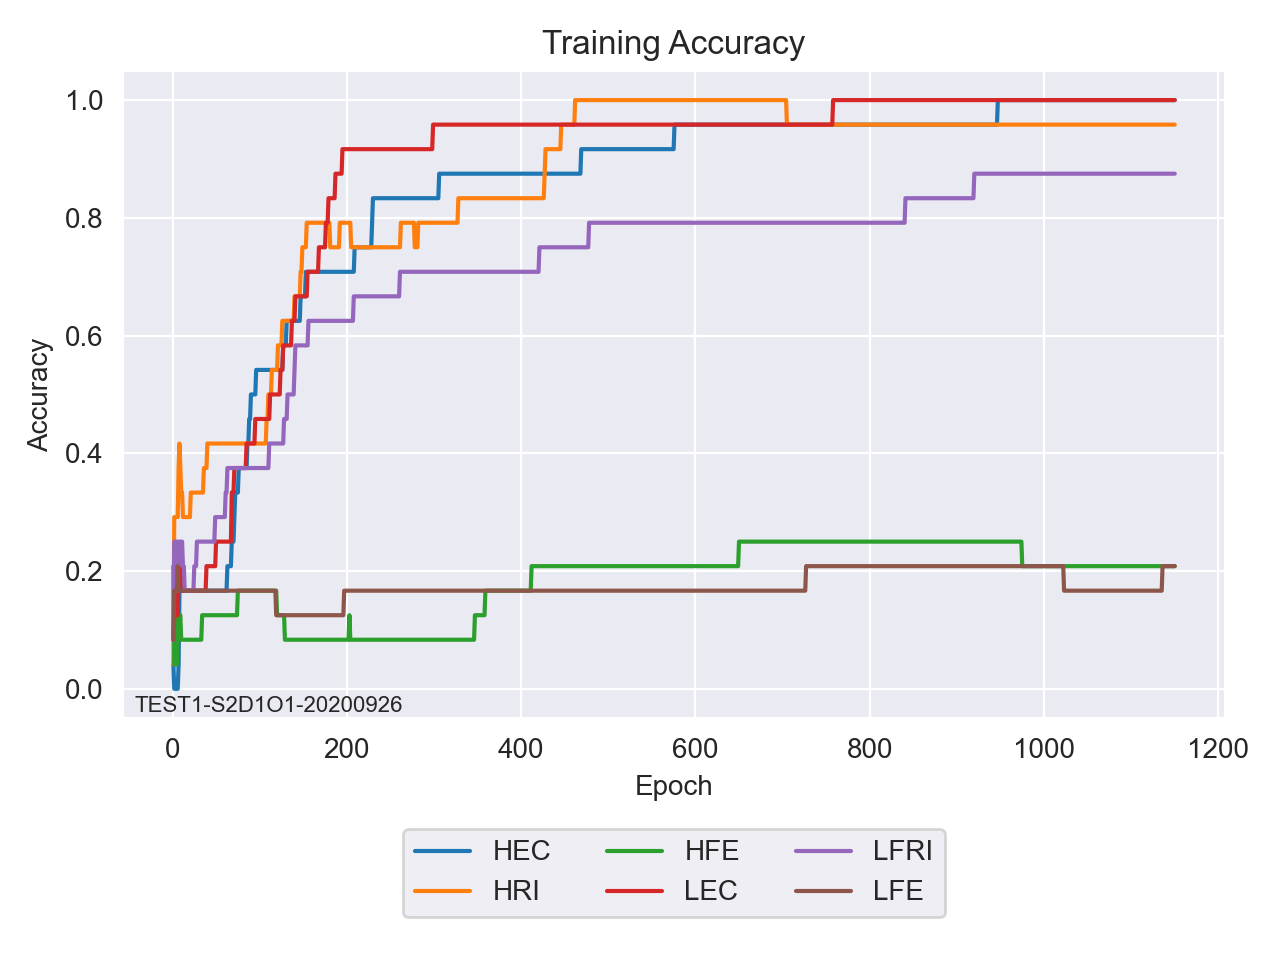 Training Accuracy
1.0
0.8
0.6
0.4
0.2
0.0
Accuracy
TEST1-S2D1O1-20200926
0 200 400 600 800 1000 1200
Epoch
HEC HFE LFRI
HRI LEC LFE